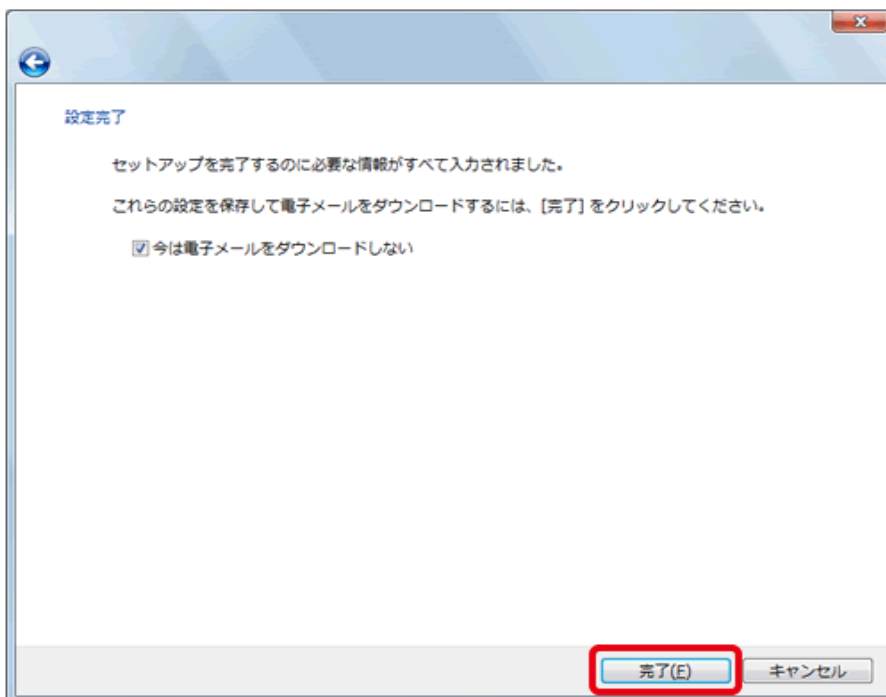 設定完了
セットアップを完了するのに必要な情報がすべて入力されました。
これらの設定を保存して電子メールをダウンロードするには、[完了] をクリックしてください。
今は電子メールをダウンロードしない
完了(F)
キャンセル